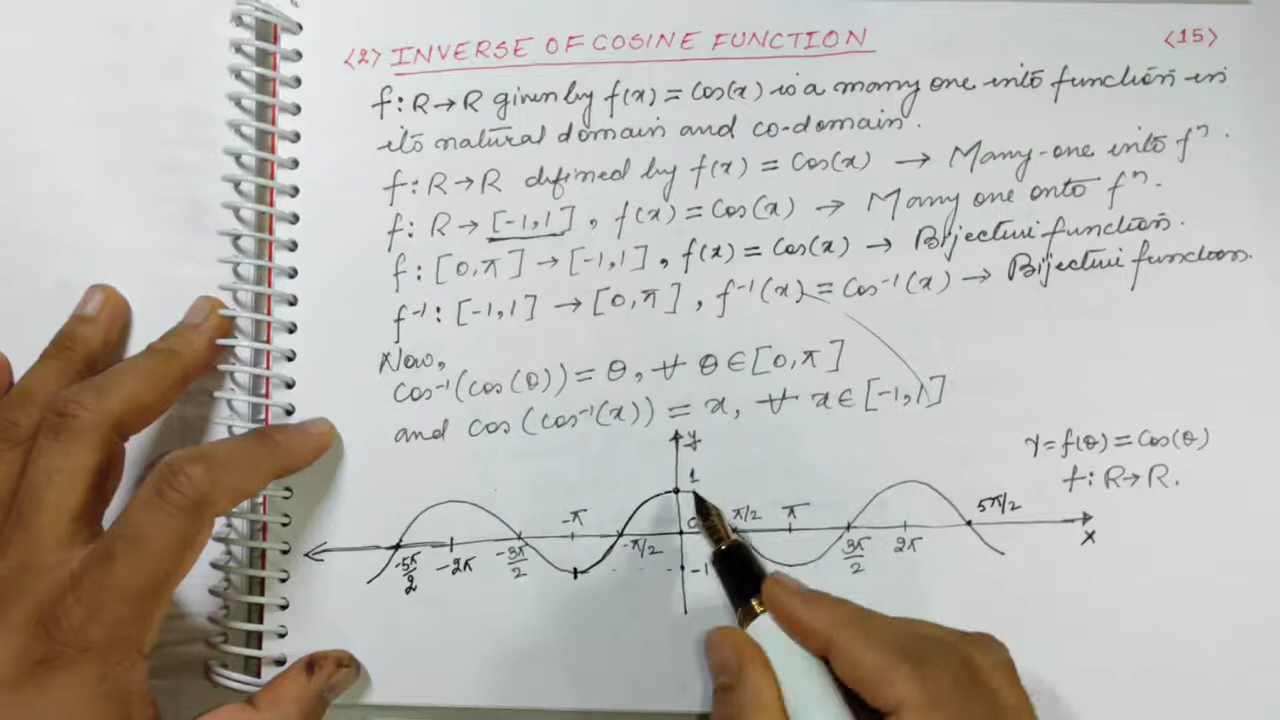 <2> INVERSE OF COSINE FUNCTION <15>
f: R→R given by f(x) = Cos(x) is a many one into function in
its natural domain and co-domain.
f: R→R defined by f(x) = Cos(x) → Many-one into fⁿ.
f: R→[-1,1], f(x) = Cos(x) → Many one onto fⁿ.
f: [0,π]→[-1,1], f(x) = Cos(x) → Bijective function.
f⁻¹: [-1,1] → [0,π], f⁻¹(x) = Cos⁻¹(x) → Bijective function.
Now,
Cos⁻¹(Cos(θ)) = θ, ∀ θ ∈ [0,π]
and Cos(Cos⁻¹(x)) = x, ∀ x ∈ [-1,1]
y
Y = f(θ) = Cos(θ)
1
f: R→R.
-π 0 π/2 π 5π/2
-5π/2 -2π -3π/2 -π/2 3π/2 2π X
-1